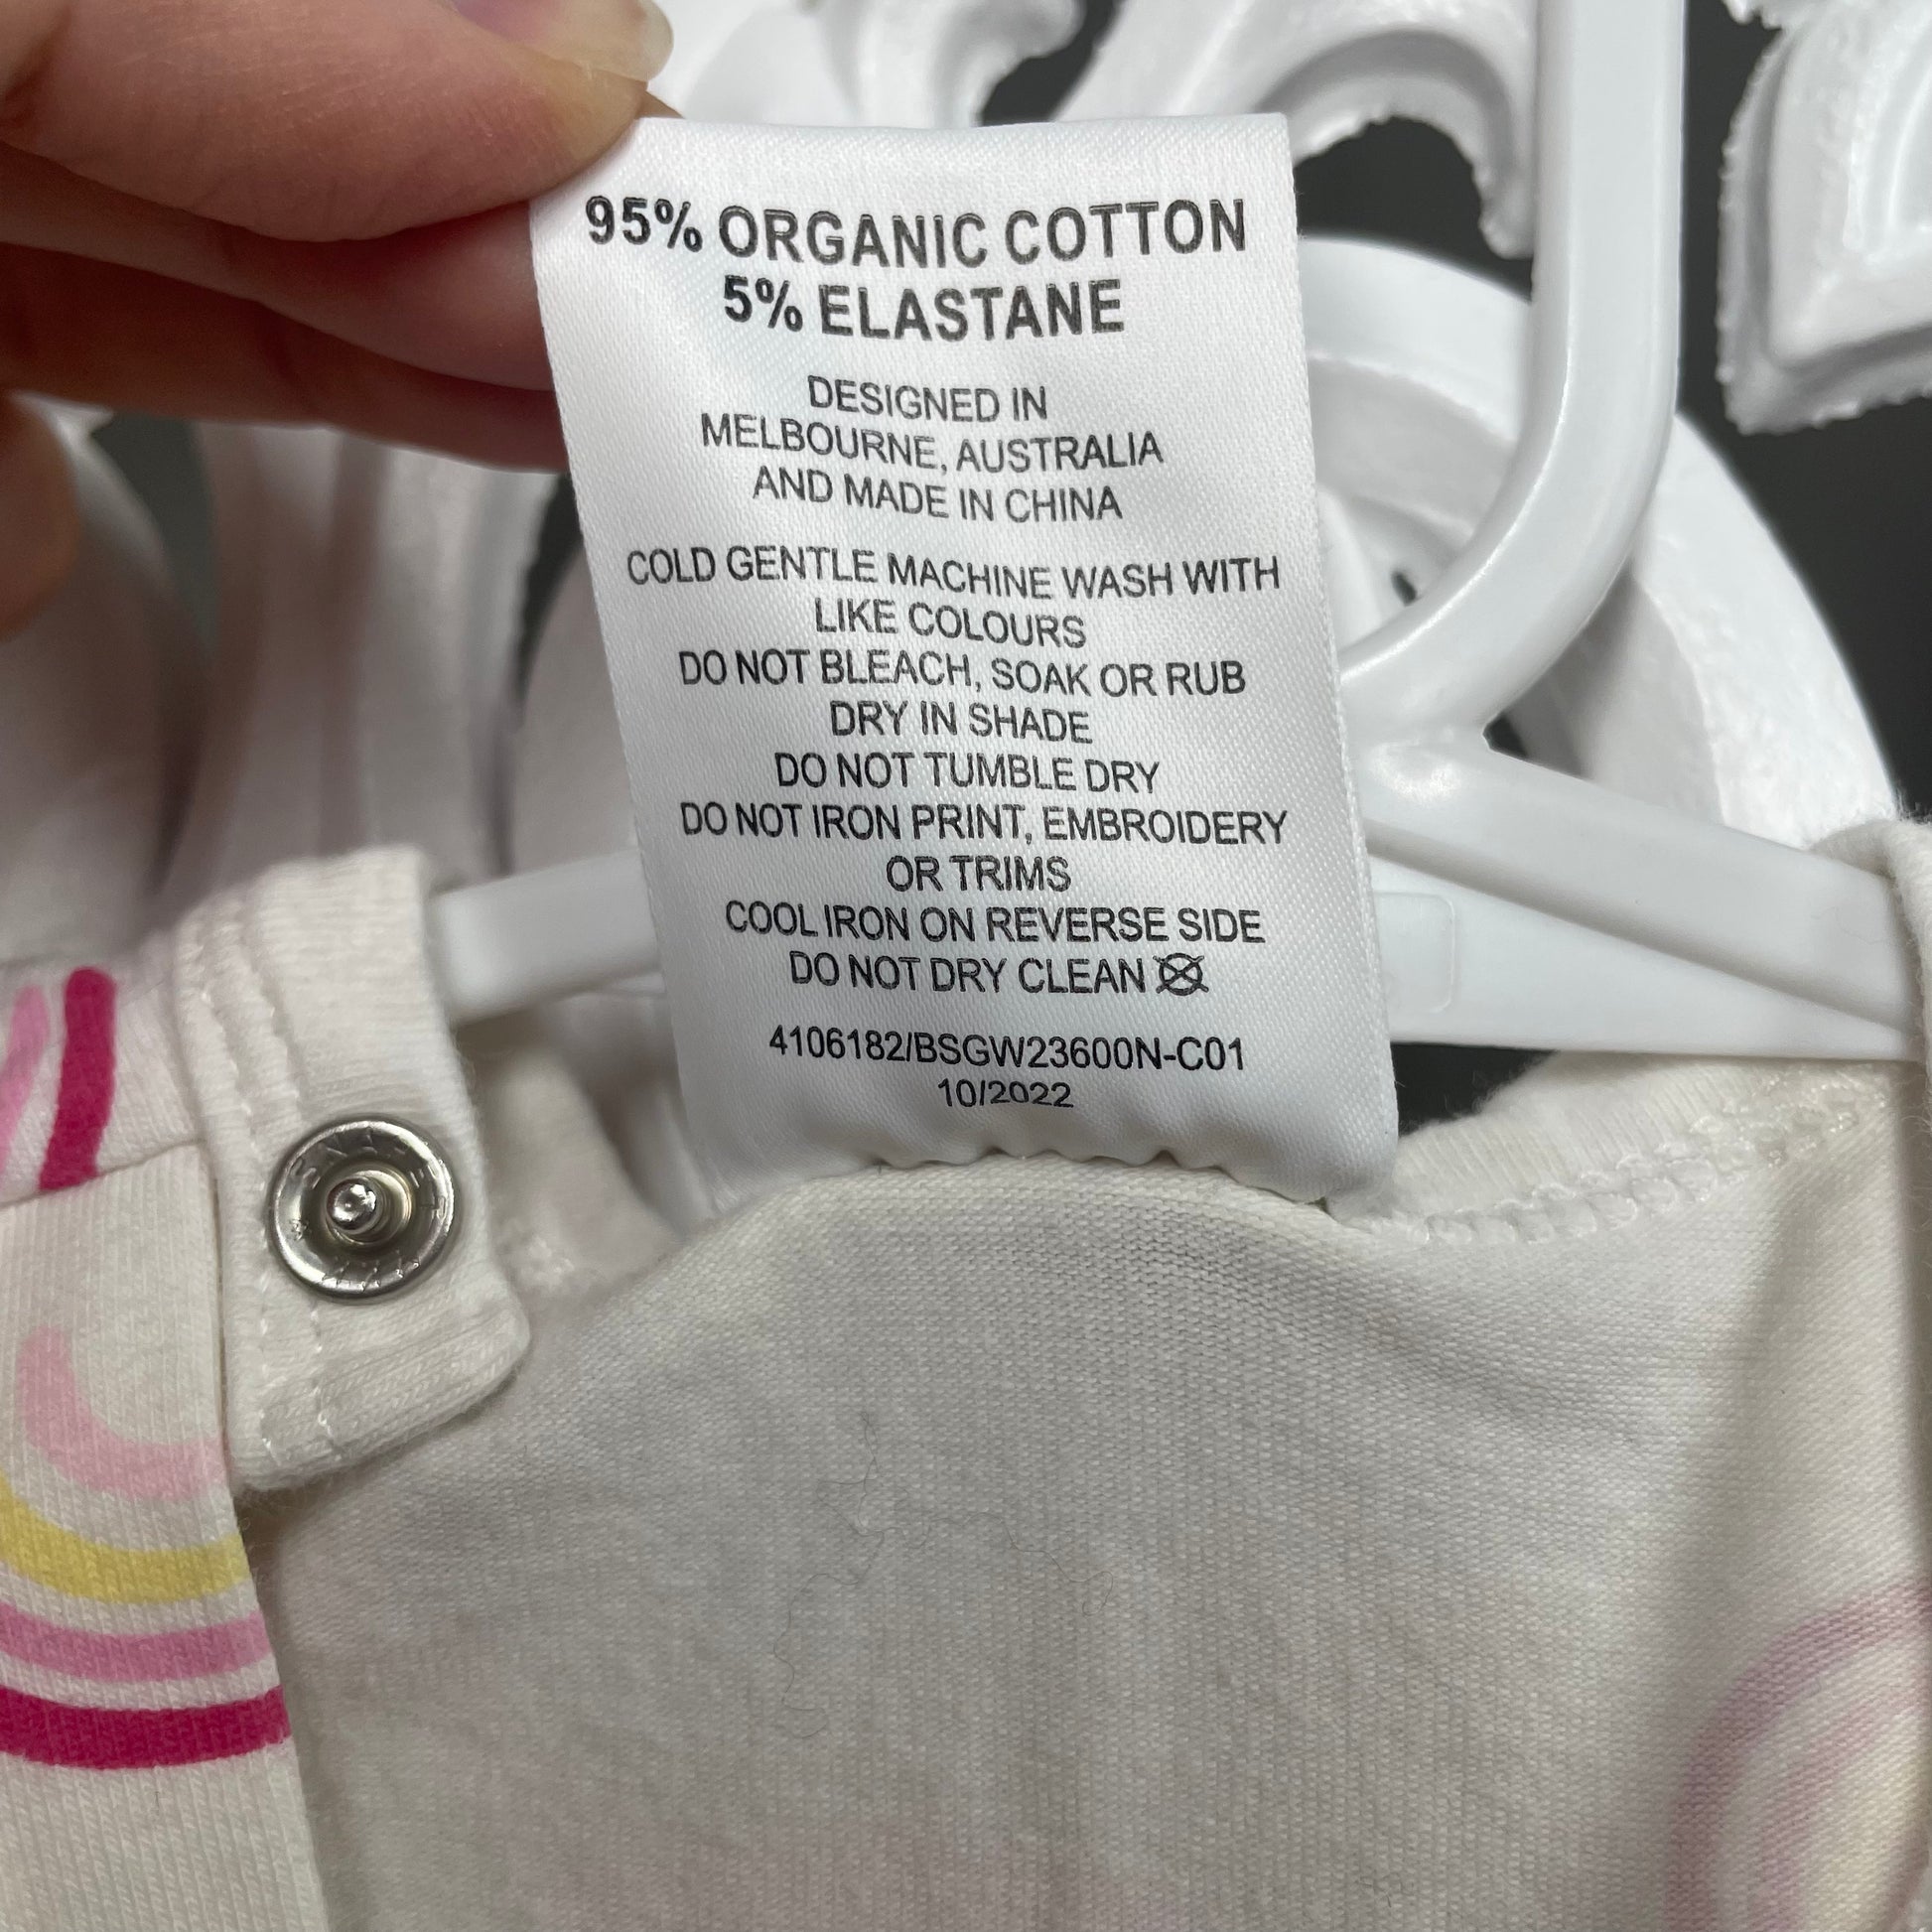 95% ORGANIC COTTON
5% ELASTANE
DESIGNED IN
MELBOURNE, AUSTRALIA
AND MADE IN CHINA
COLD GENTLE MACHINE WASH WITH
LIKE COLOURS
DO NOT BLEACH, SOAK OR RUB
DRY IN SHADE
DO NOT TUMBLE DRY
DO NOT IRON PRINT, EMBROIDERY
OR TRIMS
COOL IRON ON REVERSE SIDE
DO NOT DRY CLEAN
4106182/BSGW23600N-C01
10/2022